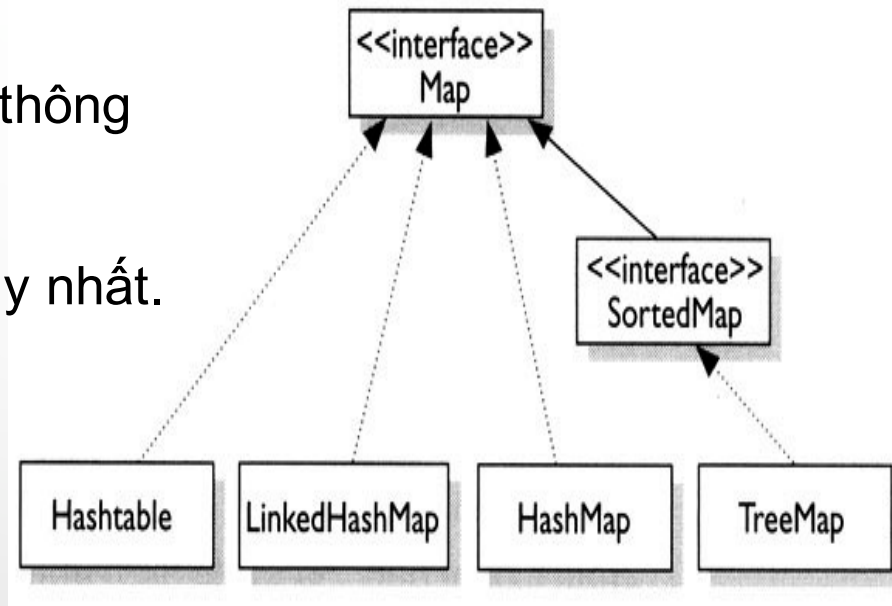 <<interface>>
Map
thông
y nhất.
<<interface>>
SortedMap
Hashtable
LinkedHashMap
HashMap
TreeMap